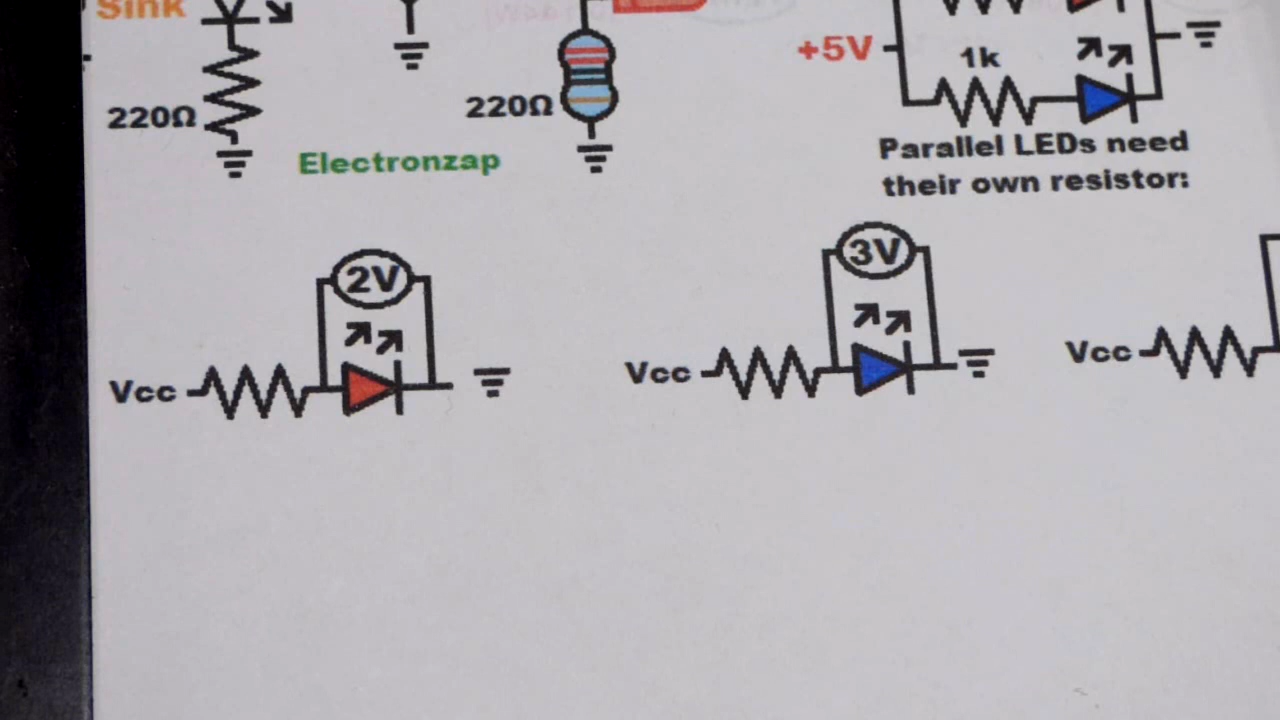 Sink
220Ω
Electronzap
220Ω
+5V
1k
Parallel LEDs need
their own resistor:
2V
Vcc
3V
Vcc
Vcc